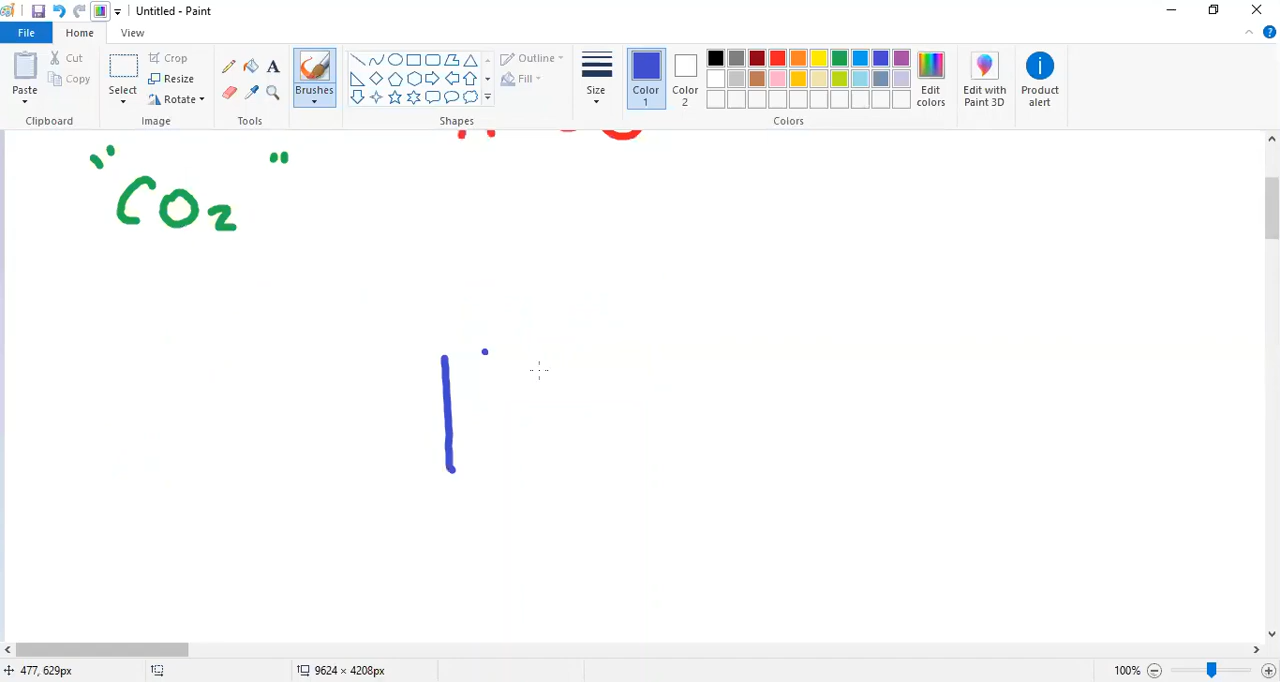 Untitled - Paint
File Home View
Paste
Cut
Copy
Clipboard
Select
Crop
Resize
Rotate
Image
A
Tools
Brushes
Shapes
Outline
Fill
Size
Color 1
Color 2
Colors
Edit colors
Edit with Paint 3D
Product alert
"CO₂"
477, 629px
9624 × 4208px
100%